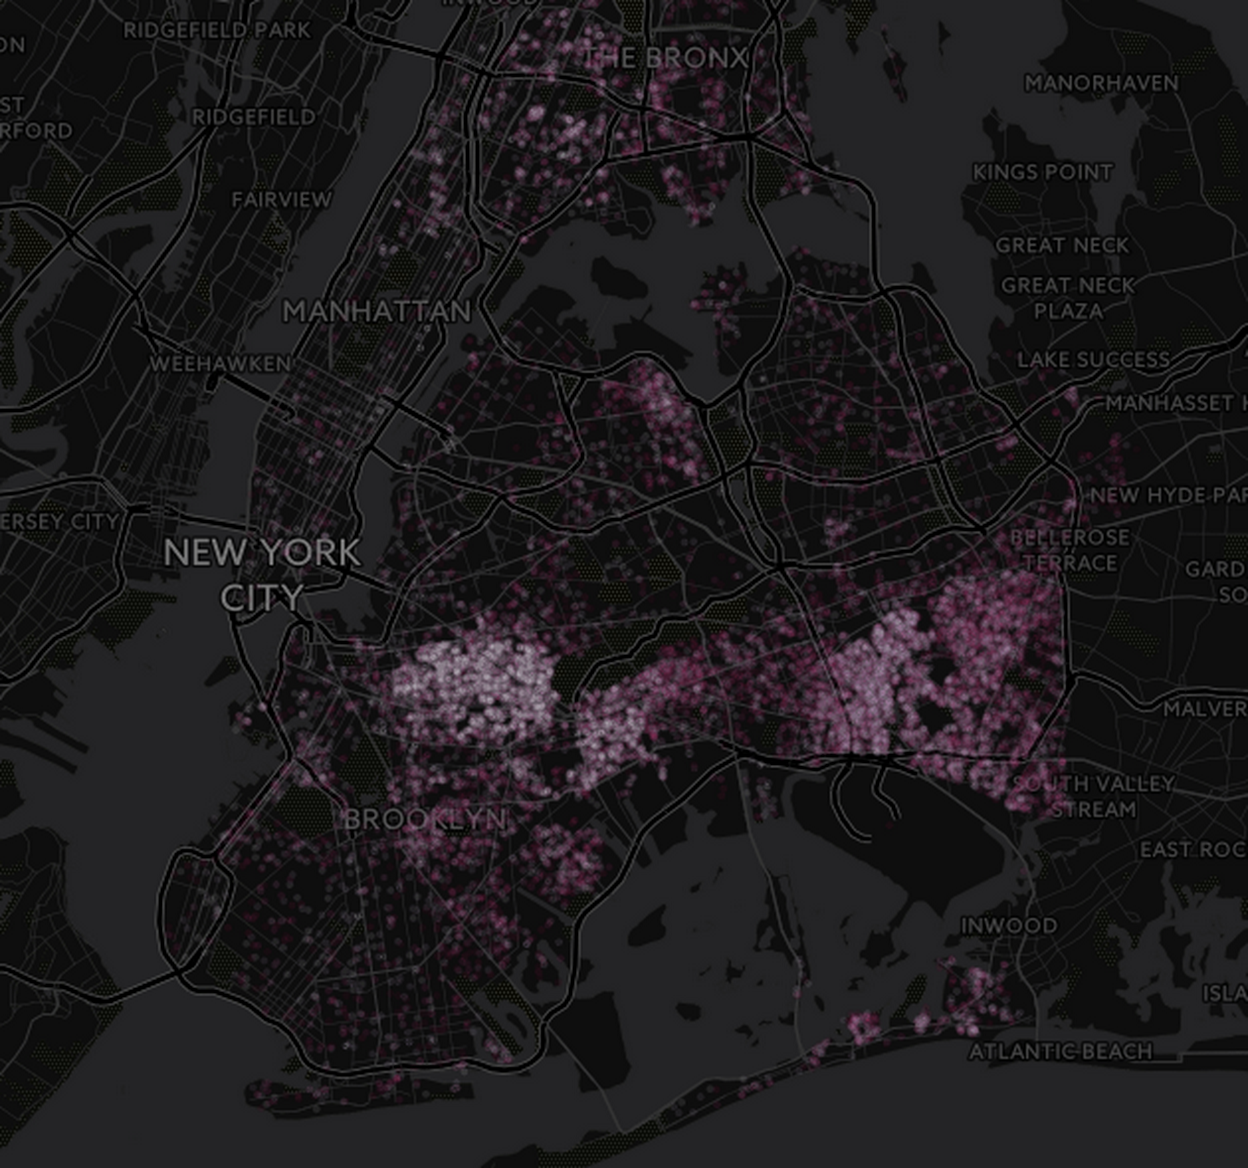 INWOOD
RIDGEFIELD PARK
THE BRONX
MANORHAVEN
RIDGEFIELD
KINGS POINT
FAIRVIEW
GREAT NECK
GREAT NECK
PLAZA
MANHATTAN
WEEHAWKEN
LAKE SUCCESS
MANHASSET H
NEW HYDE PAR
ERSEY CITY
BELLEROSE
TERRACE
NEW YORK
CITY
GARD
SO
MALVER
SOUTH VALLEY
STREAM
BROOKLYN
EAST ROC
INWOOD
ISLA
ATLANTIC BEACH
ON
ST
RFORD